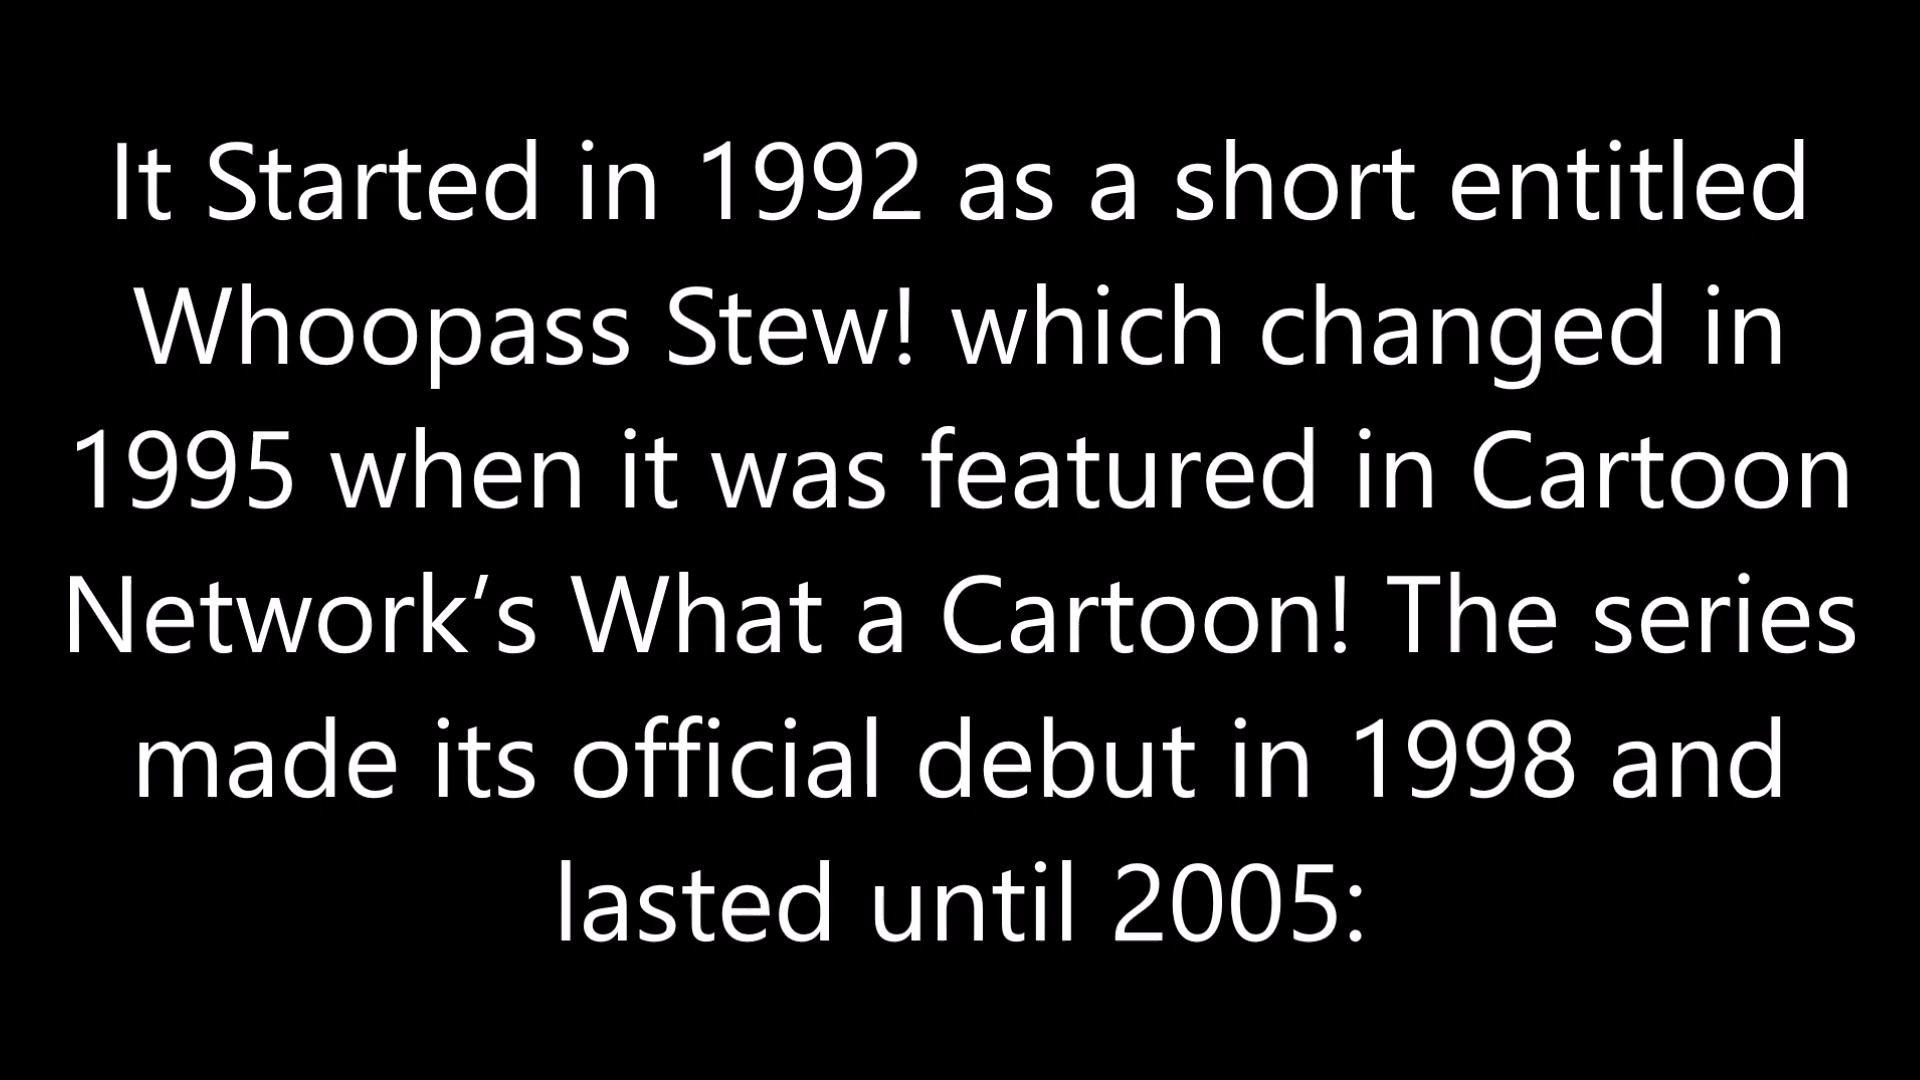 It Started in 1992 as a short entitled
Whoopass Stew! which changed in
1995 when it was featured in Cartoon
Network’s What a Cartoon! The series
made its official debut in 1998 and
lasted until 2005: